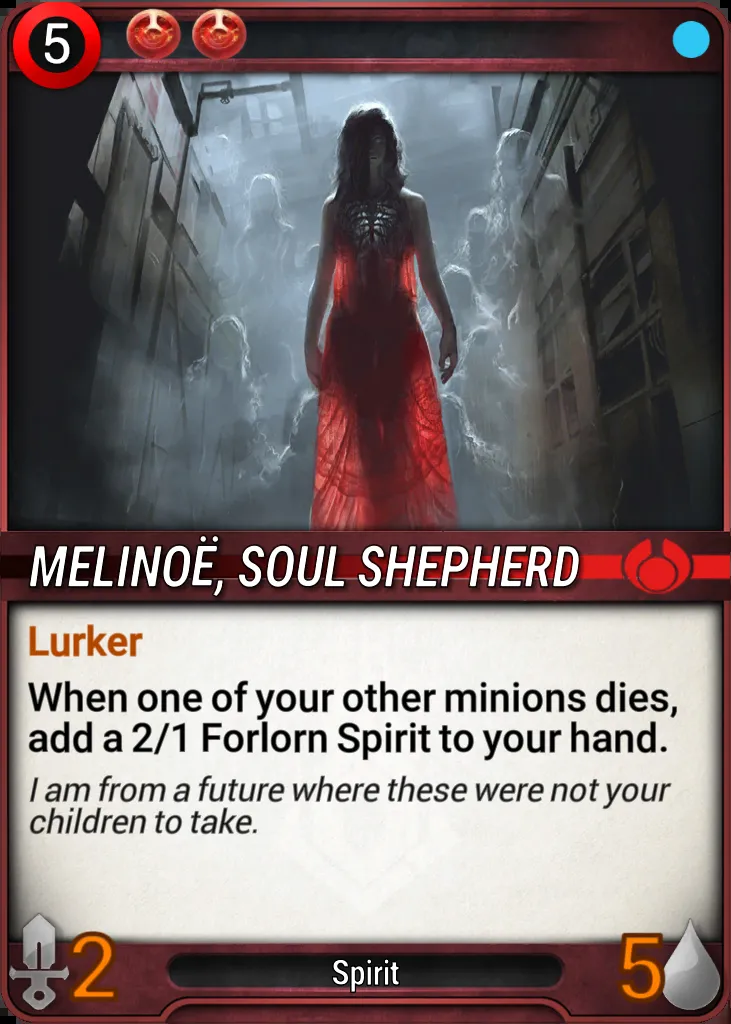 5
MELINOË, SOUL SHEPHERD
Lurker
When one of your other minions dies,
add a 2/1 Forlorn Spirit to your hand.
I am from a future where these were not your
children to take.
2
Spirit
5